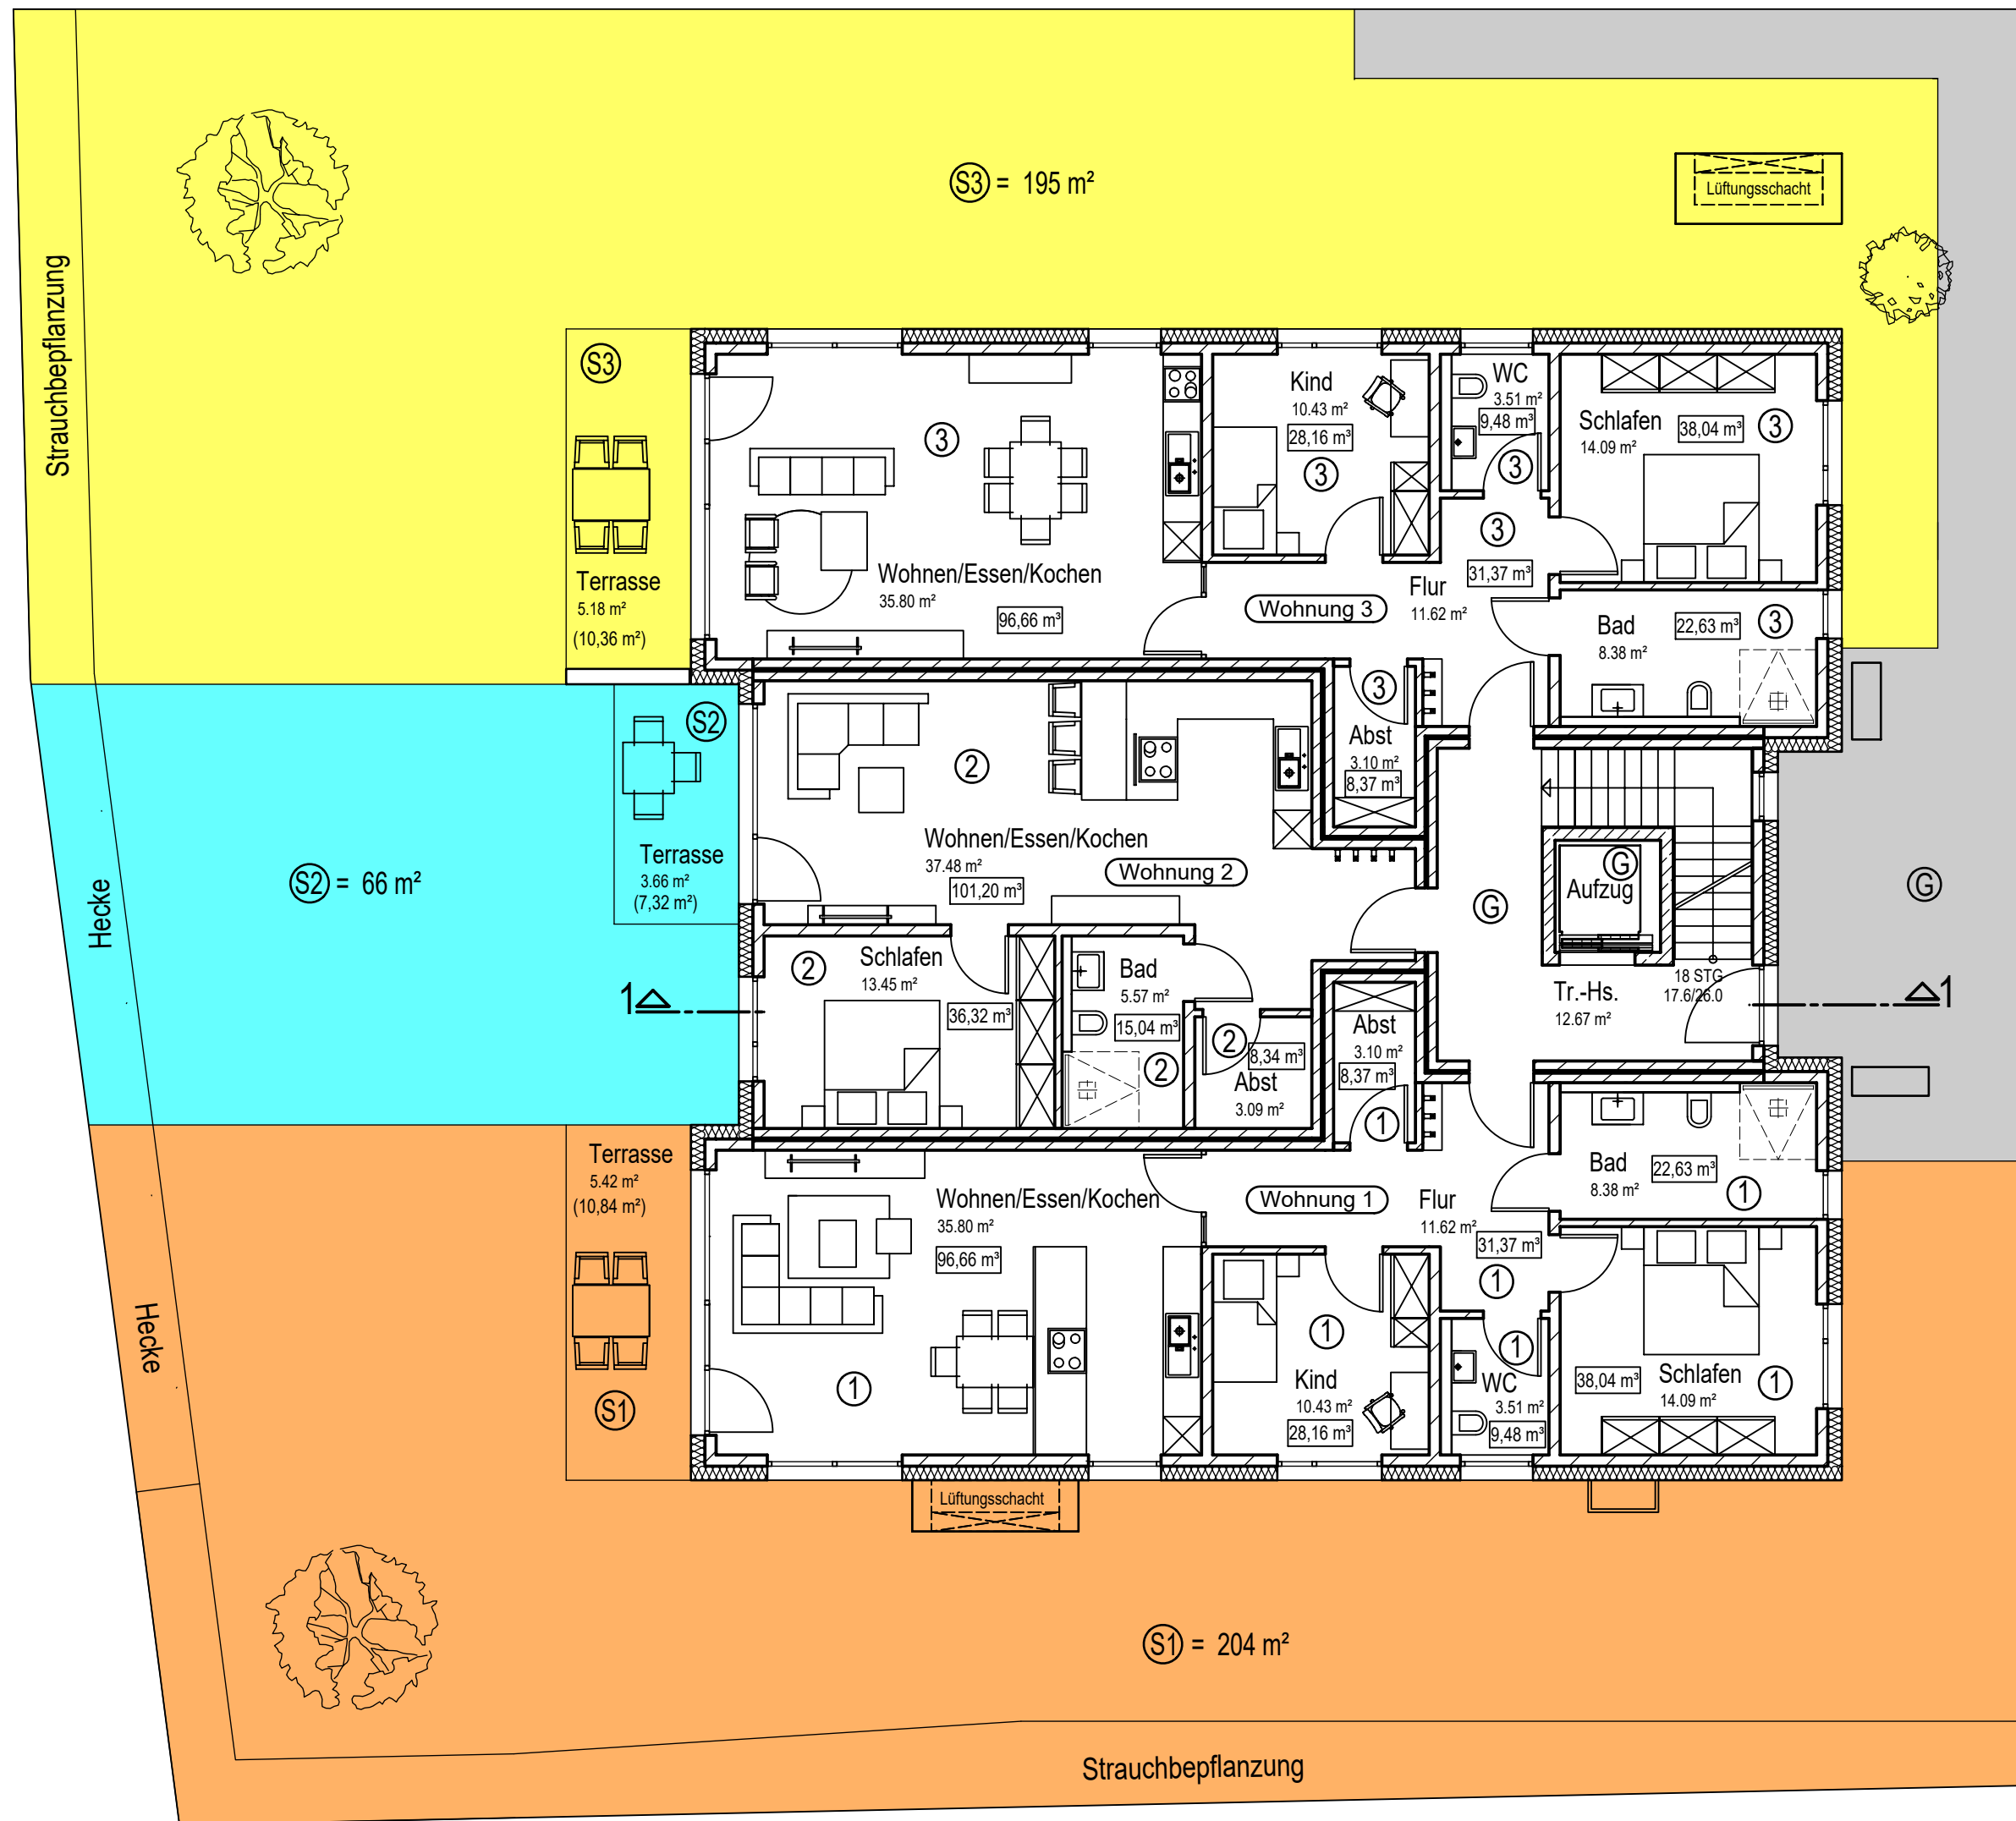 S3 = 195 m²
Lüftungsschacht
Strauchbepflanzung
S3
Terrasse
5.18 m²
(10,36 m²)
3
Wohnen/Essen/Kochen
35.80 m²
96,66 m³
Kind
10.43 m²
28,16 m³
3
WC
3.51 m²
9,48 m³
3
Schlafen
14.09 m²
38,04 m³
3
3
31,37 m³
Flur
11.62 m²
Wohnung 3
Bad
8.38 m²
22,63 m³
3
3
Abst
3.10 m²
8,37 m³
S2
Terrasse
3.66 m²
(7,32 m²)
S2 = 66 m²
Hecke
2
Wohnen/Essen/Kochen
37.48 m²
101,20 m³
Wohnung 2
G
G
Aufzug
G
18 STG
17.6/26.0
Tr.-Hs.
12.67 m²
1
1
2
Schlafen
13.45 m²
36,32 m³
Bad
5.57 m²
15,04 m³
2
2
8,34 m³
Abst
3.09 m²
Abst
3.10 m²
8,37 m³
1
Terrasse
5.42 m²
(10,84 m²)
S1
Hecke
Wohnen/Essen/Kochen
35.80 m²
96,66 m³
1
Wohnung 1
Flur
11.62 m²
31,37 m³
1
Bad
8.38 m²
22,63 m³
1
1
Kind
10.43 m²
28,16 m³
1
WC
3.51 m²
9,48 m³
38,04 m³
Schlafen
14.09 m²
1
Lüftungsschacht
S1 = 204 m²
Strauchbepflanzung